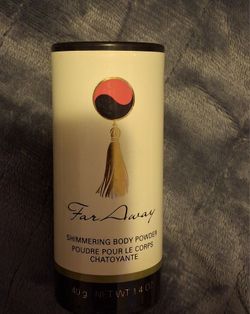 Far Away
SHIMMERING BODY POWDER
POUDRE POUR LE CORPS
CHATOYANTE
40 g NET WT 1.4 OZ